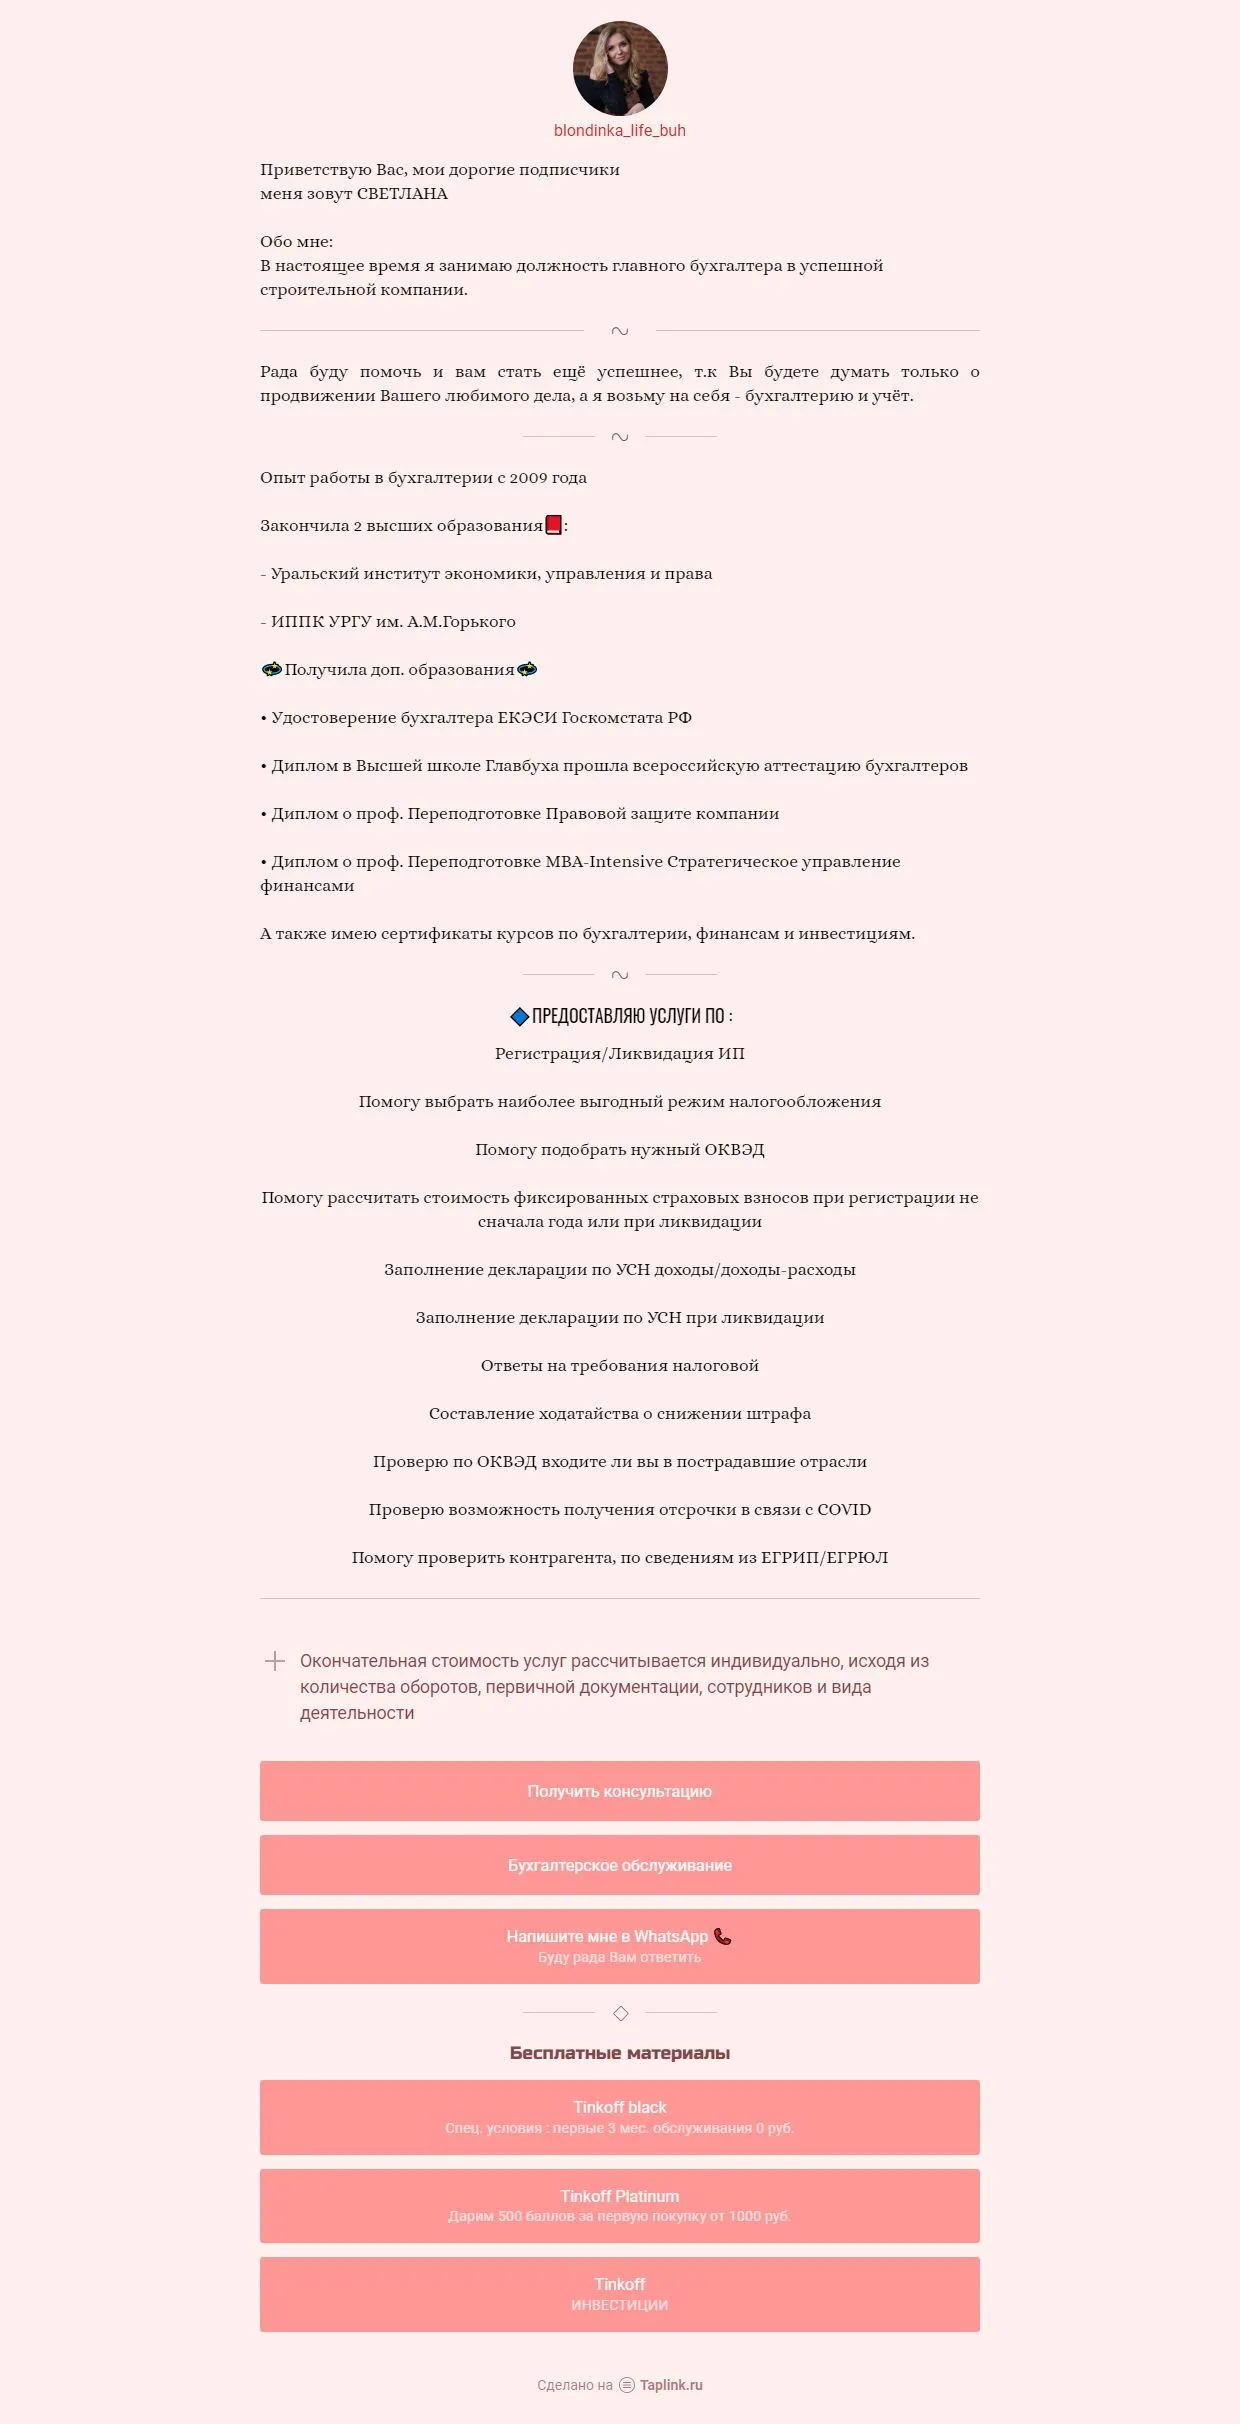 blondinka_life_buh
Приветствую Вас, мои дорогие подписчики
меня зовут СВЕТЛАНА
Обо мне:
В настоящее время я занимаю должность главного бухгалтера в успешной
строительной компании.
Рада буду помочь и вам стать ещё успешнее, т.к Вы будете думать только о
продвижении Вашего любимого дела, а я возьму на себя - бухгалтерию и учёт.
Опыт работы в бухгалтерии с 2009 года
Закончила 2 высших образования📕:
- Уральский институт экономики, управления и права
- ИППК УРГУ им. А.М.Горького
💫Получила доп. образования💫
• Удостоверение бухгалтера ЕКЭСИ Госкомстата РФ
• Диплом в Высшей школе Главбуха прошла всероссийскую аттестацию бухгалтеров
• Диплом о проф. Переподготовке Правовой защите компании
• Диплом о проф. Переподготовке MBA-Intensive Стратегическое управление
финансами
А также имею сертификаты курсов по бухгалтерии, финансам и инвестициям.
🔷ПРЕДОСТАВЛЯЮ УСЛУГИ ПО :
Регистрация/Ликвидация ИП
Помогу выбрать наиболее выгодный режим налогообложения
Помогу подобрать нужный ОКВЭД
Помогу рассчитать стоимость фиксированных страховых взносов при регистрации не
сначала года или при ликвидации
Заполнение декларации по УСН доходы/доходы-расходы
Заполнение декларации по УСН при ликвидации
Ответы на требования налоговой
Составление ходатайства о снижении штрафа
Проверю по ОКВЭД входите ли вы в пострадавшие отрасли
Проверю возможность получения отсрочки в связи с COVID
Помогу проверить контрагента, по сведениям из ЕГРИП/ЕГРЮЛ
Окончательная стоимость услуг рассчитывается индивидуально, исходя из
количества оборотов, первичной документации, сотрудников и вида
деятельности
Получить консультацию
Бухгалтерское обслуживание
Напишите мне в WhatsApp 📞
Буду рада Вам ответить
Бесплатные материалы
Tinkoff black
Спец. условия : первые 3 мес. обслуживания 0 руб.
Tinkoff Platinum
Дарим 500 баллов за первую покупку от 1000 руб.
Tinkoff
ИНВЕСТИЦИИ
Сделано на Taplink.ru